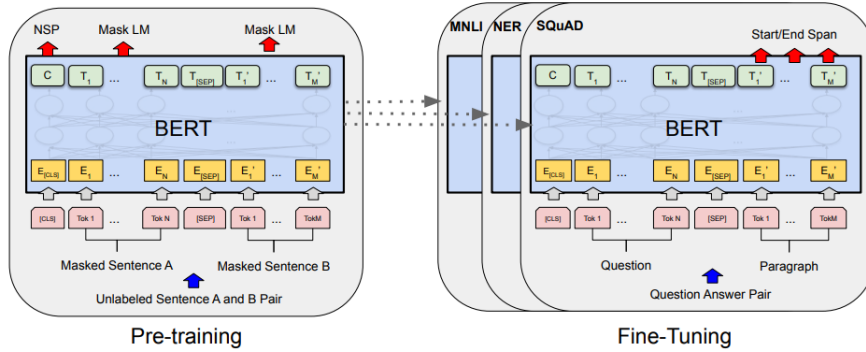 NSP Mask LM Mask LM
C T1 ... TN T[SEP] T1' ... TM'
BERT
E[CLS] E1 ... EN E[SEP] E1' ... EM'
[CLS] Tok 1 ... Tok N [SEP] Tok 1 ... TokM
Masked Sentence A Masked Sentence B
Unlabeled Sentence A and B Pair
Pre-training
MNLI NER SQuAD
Start/End Span
C T1 ... TN T[SEP] T1' ... TM'
BERT
E[CLS] E1 ... EN E[SEP] E1' ... EM'
[CLS] Tok 1 ... Tok N [SEP] Tok 1 ... TokM
Question Paragraph
Question Answer Pair
Fine-Tuning